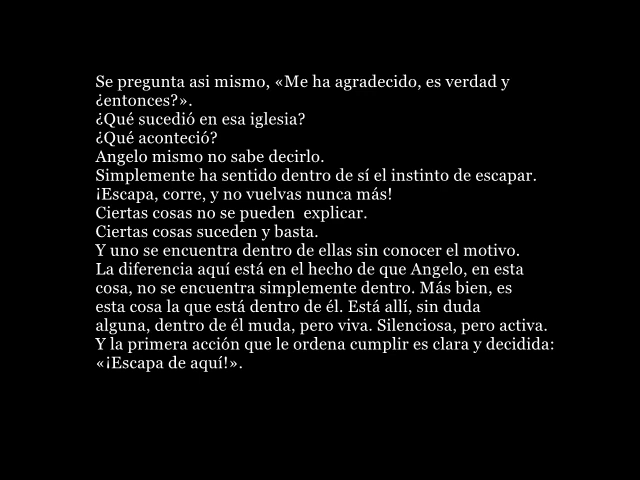 Se pregunta asi mismo, «Me ha agradecido, es verdad y
¿entonces?».
¿Qué sucedió en esa iglesia?
¿Qué aconteció?
Angelo mismo no sabe decirlo.
Simplemente ha sentido dentro de sí el instinto de escapar.
¡Escapa, corre, y no vuelvas nunca más!
Ciertas cosas no se pueden  explicar.
Ciertas cosas suceden y basta.
Y uno se encuentra dentro de ellas sin conocer el motivo.
La diferencia aquí está en el hecho de que Angelo, en esta
cosa, no se encuentra simplemente dentro. Más bien, es
esta cosa la que está dentro de él. Está allí, sin duda
alguna, dentro de él muda, pero viva. Silenciosa, pero activa.
Y la primera acción que le ordena cumplir es clara y decidida:
«¡Escapa de aquí!».